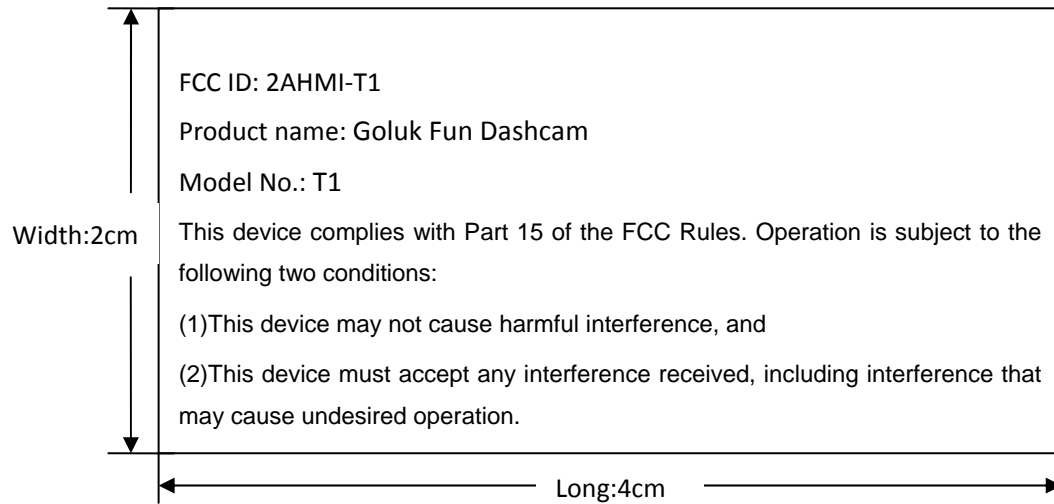 FCC ID: 2AHMI-T1
Product name: Goluk Fun Dashcam
Model No.: T1
Width:2cm
This device complies with Part 15 of the FCC Rules. Operation is subject to the
following two conditions:
(1)This device may not cause harmful interference, and
(2)This device must accept any interference received, including interference that
may cause undesired operation.
Long:4cm